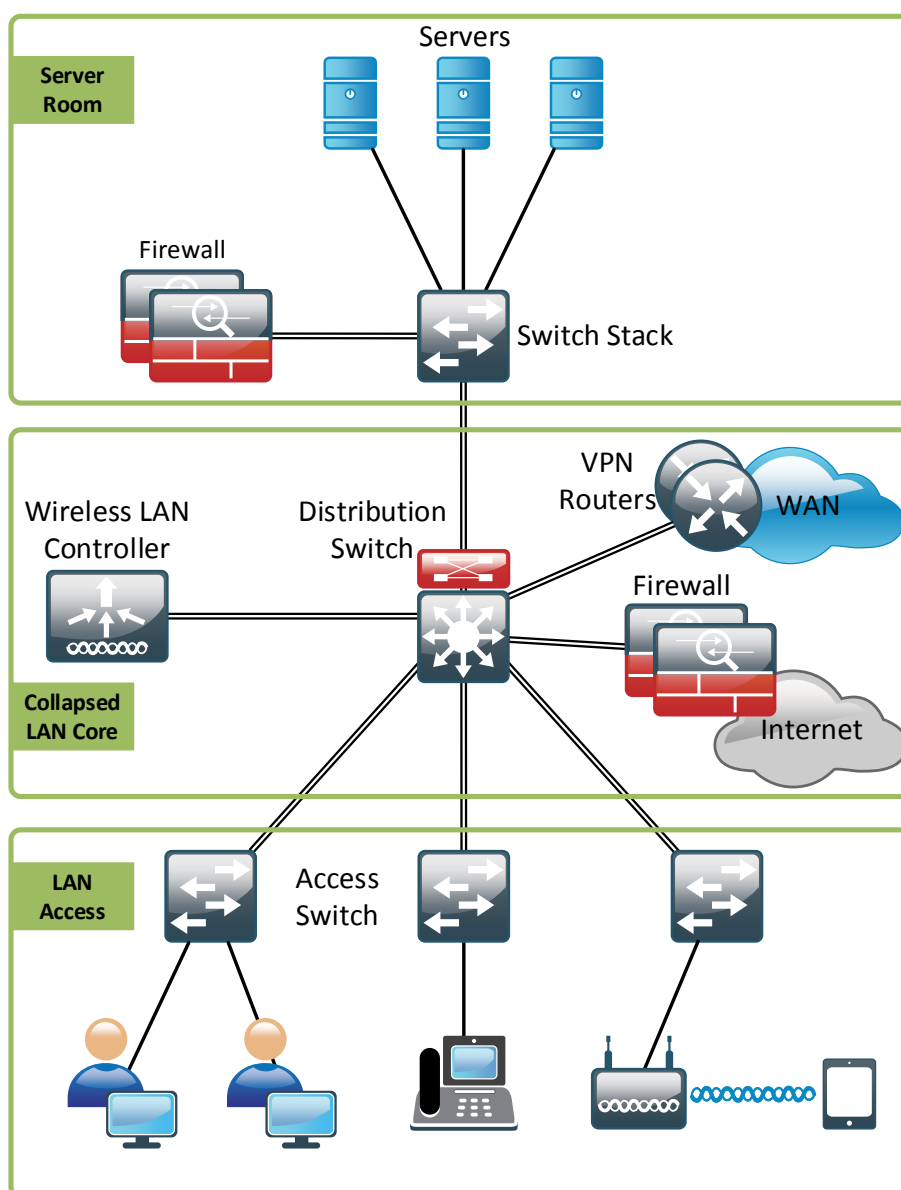 Servers
Server
Room
Firewall
Switch Stack
VPN
Routers
WAN
Wireless LAN
Controller
Distribution
Switch
Firewall
Collapsed
LAN Core
Internet
LAN
Access
Access
Switch